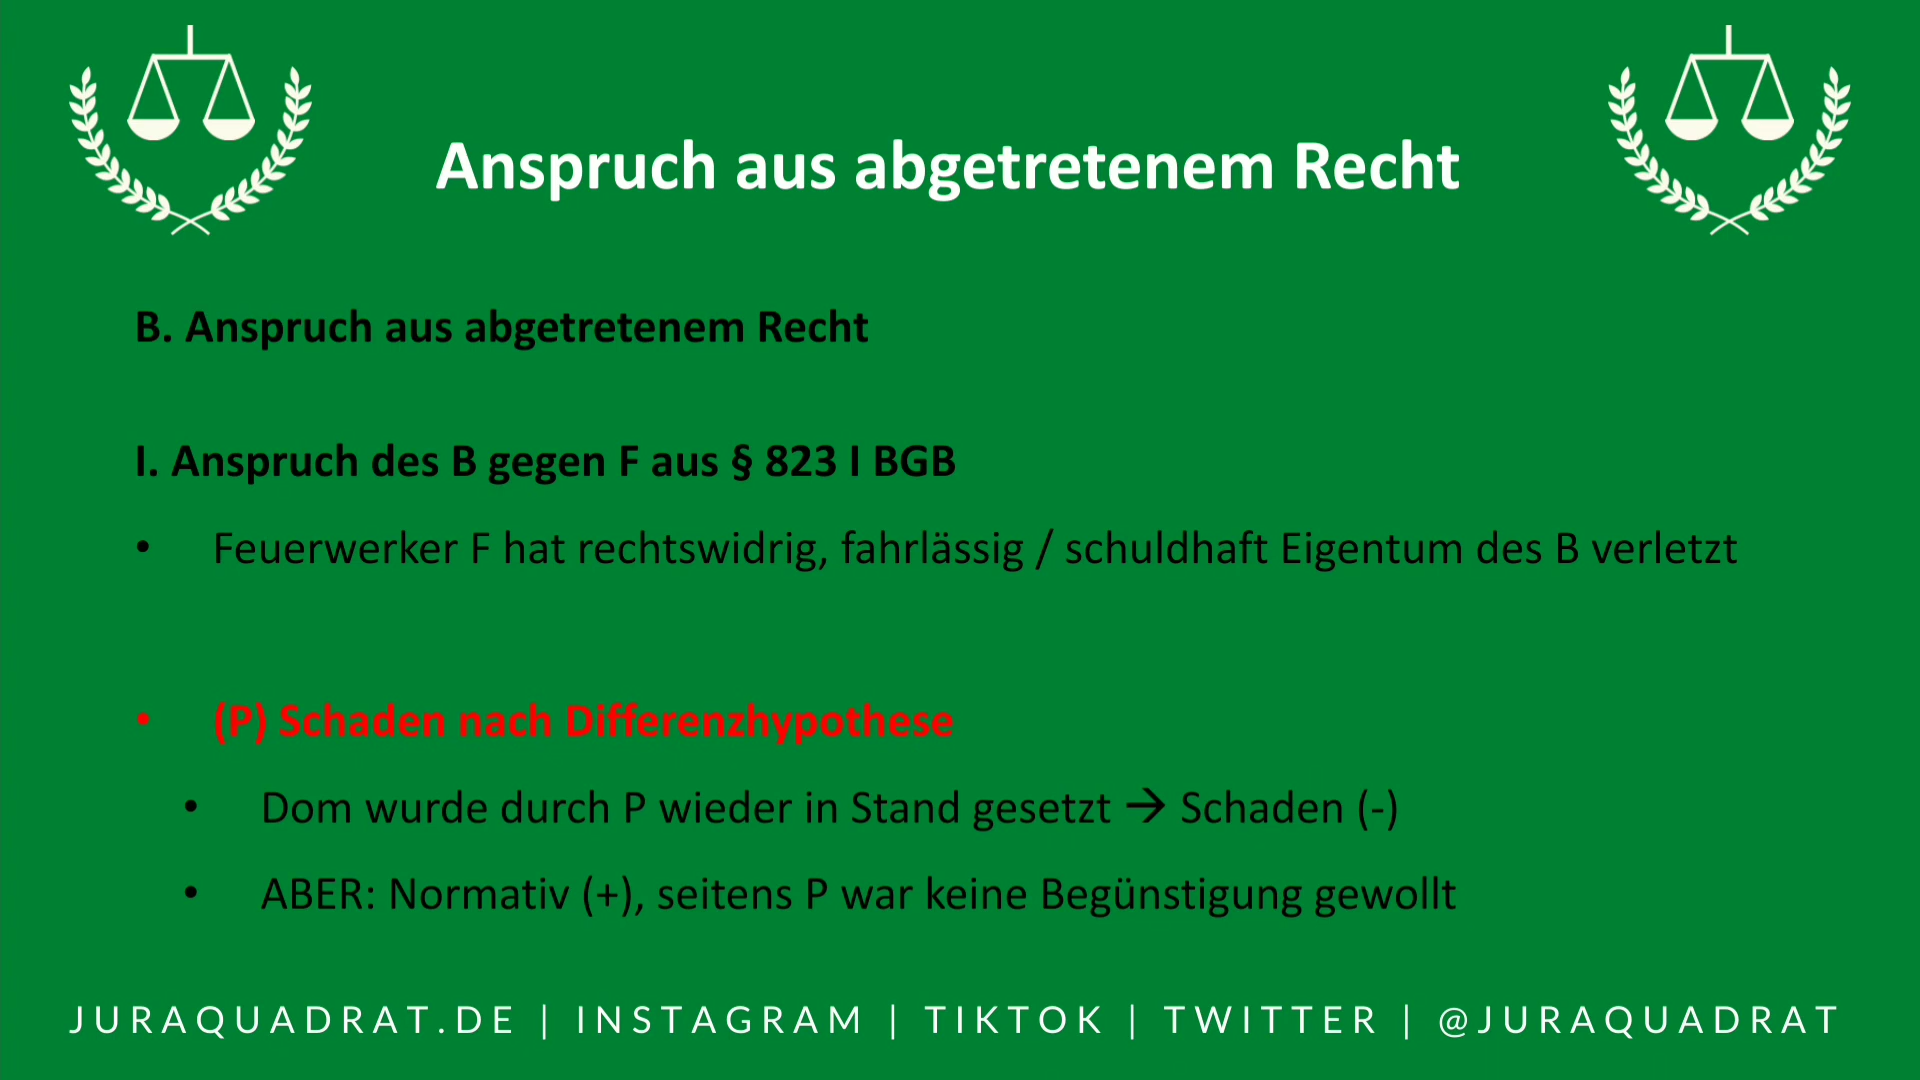 Anspruch aus abgetretenem Recht
B. Anspruch aus abgetretenem Recht
I. Anspruch des B gegen F aus § 823 I BGB
• Feuerwerker F hat rechtswidrig, fahrlässig / schuldhaft Eigentum des B verletzt
• (P) Schaden nach Differenzhypothese
• Dom wurde durch P wieder in Stand gesetzt → Schaden (-)
• ABER: Normativ (+), seitens P war keine Begünstigung gewollt
JURAQUADRAT.DE | INSTAGRAM | TIKTOK | TWITTER | @JURAQUADRAT